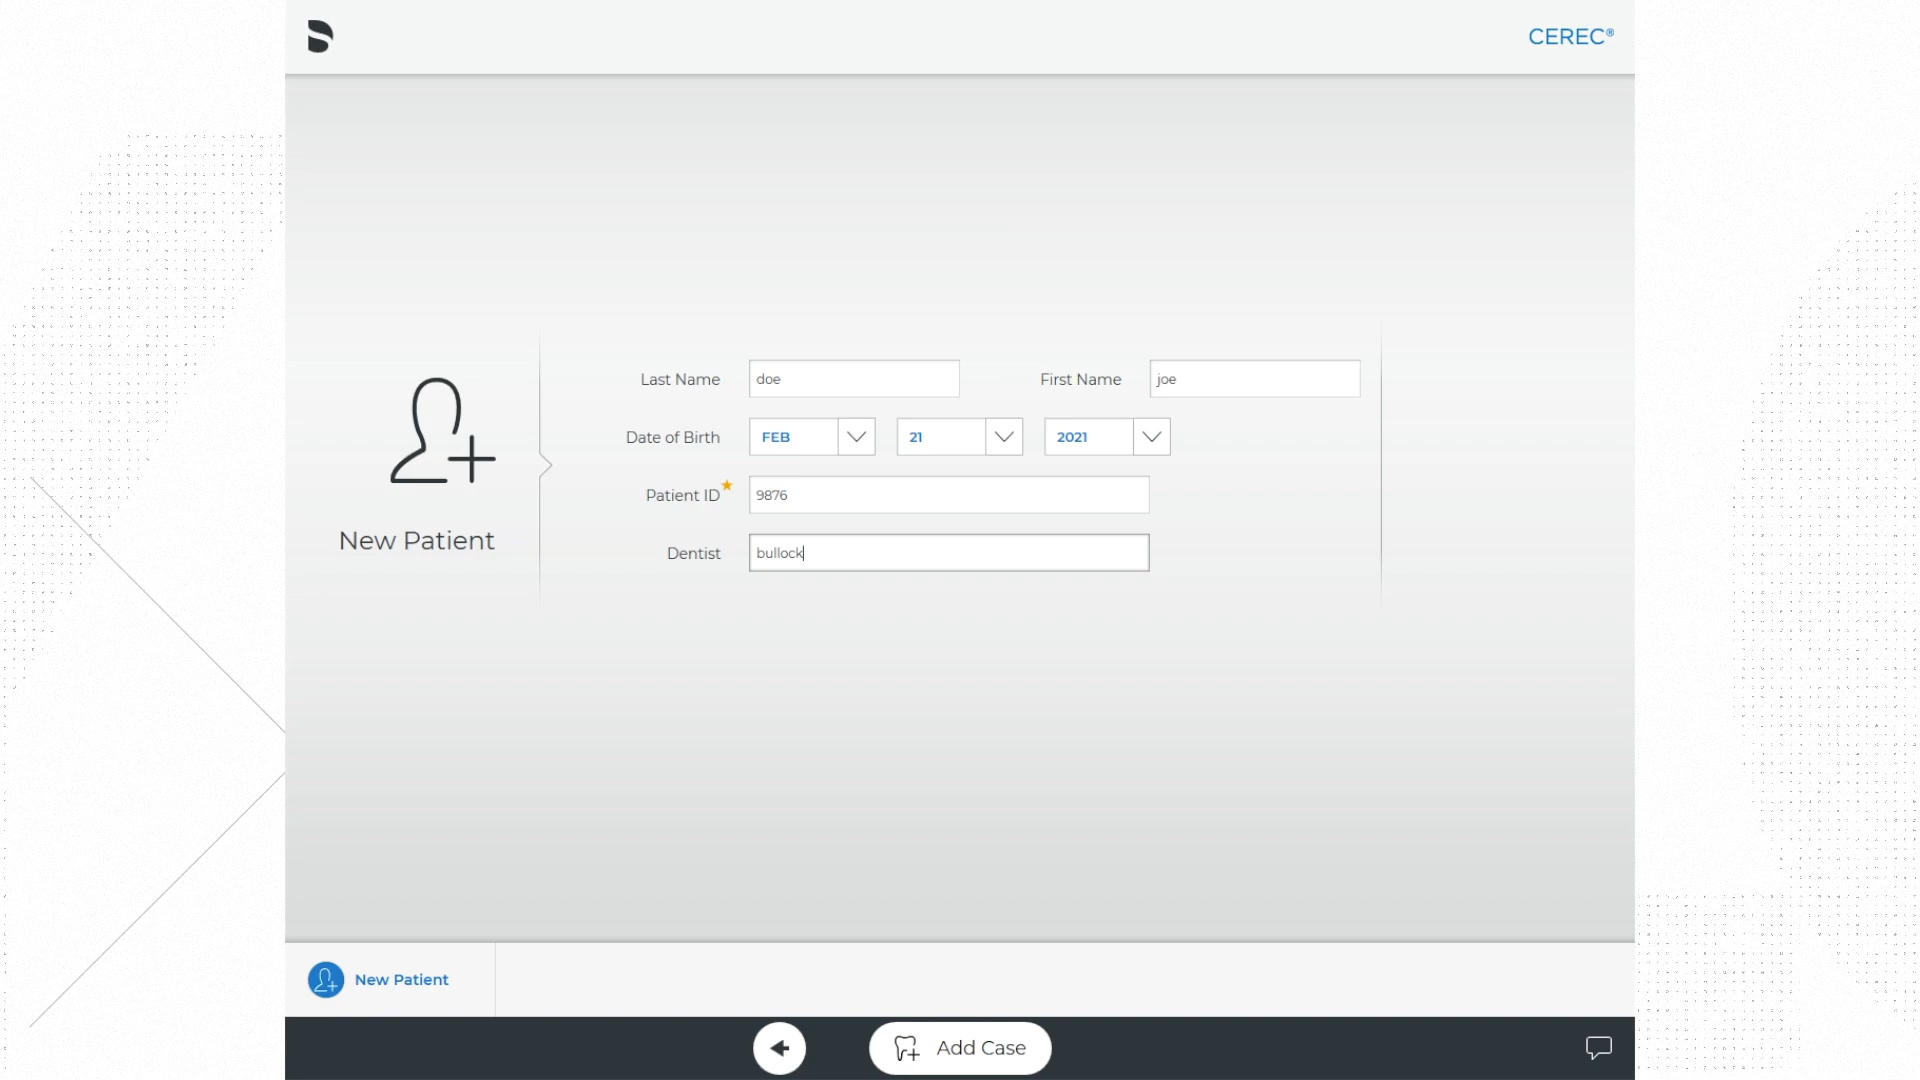 CEREC®
Last Name doe First Name joe
Date of Birth FEB 21 2021
Patient ID 9876
New Patient
Dentist bullock
New Patient
Add Case